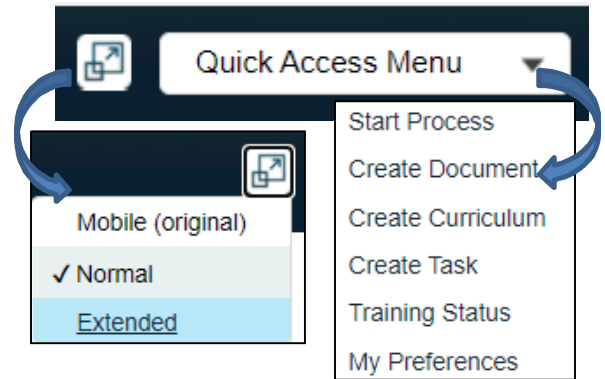 Quick Access Menu
Mobile (original)
✓ Normal
Extended
Start Process
Create Document
Create Curriculum
Create Task
Training Status
My Preferences